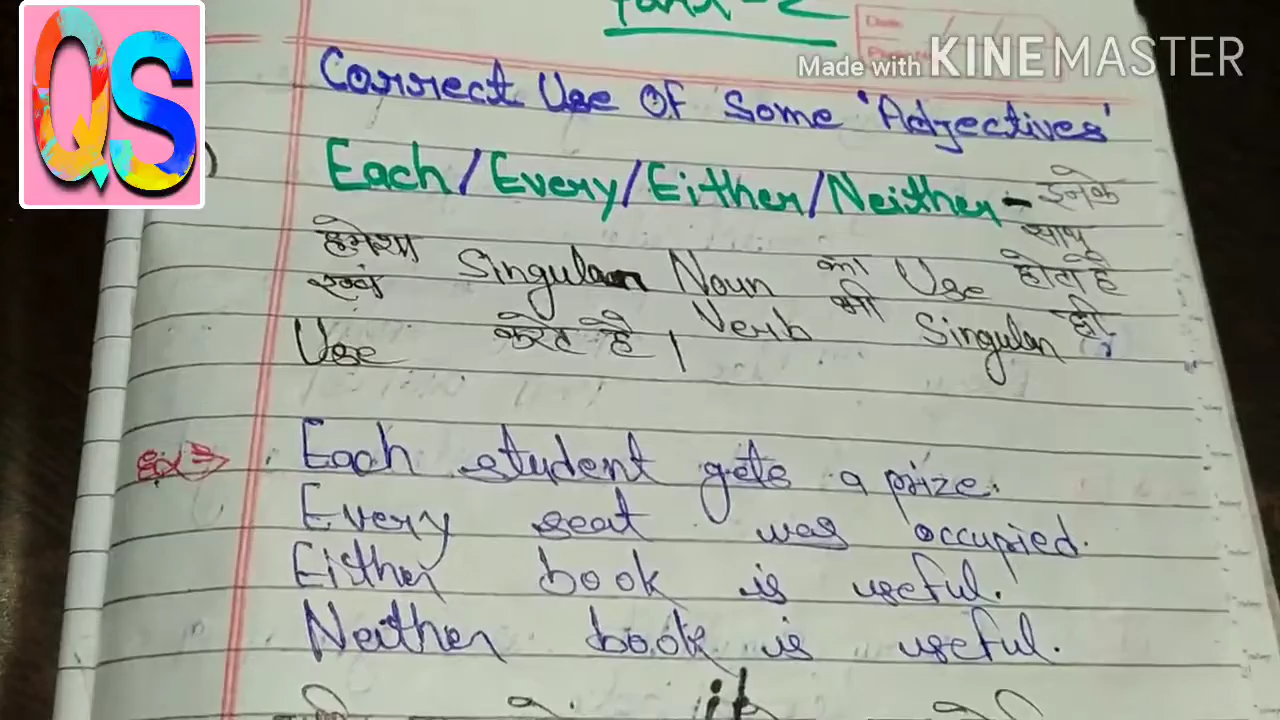 QS
Part-2
Date
Made with KINEMASTER
Correct Use Of Some 'Adjectives'
Each/Every/Either/Neither - इनके साथ
हमेशा Singular Noun का Use होता है
एवं Verb भी Singular ही
Use करते है।
Ex ⇒ Each student gets a prize.
Every seat was occupied.
Either book is useful.
Neither book is useful.